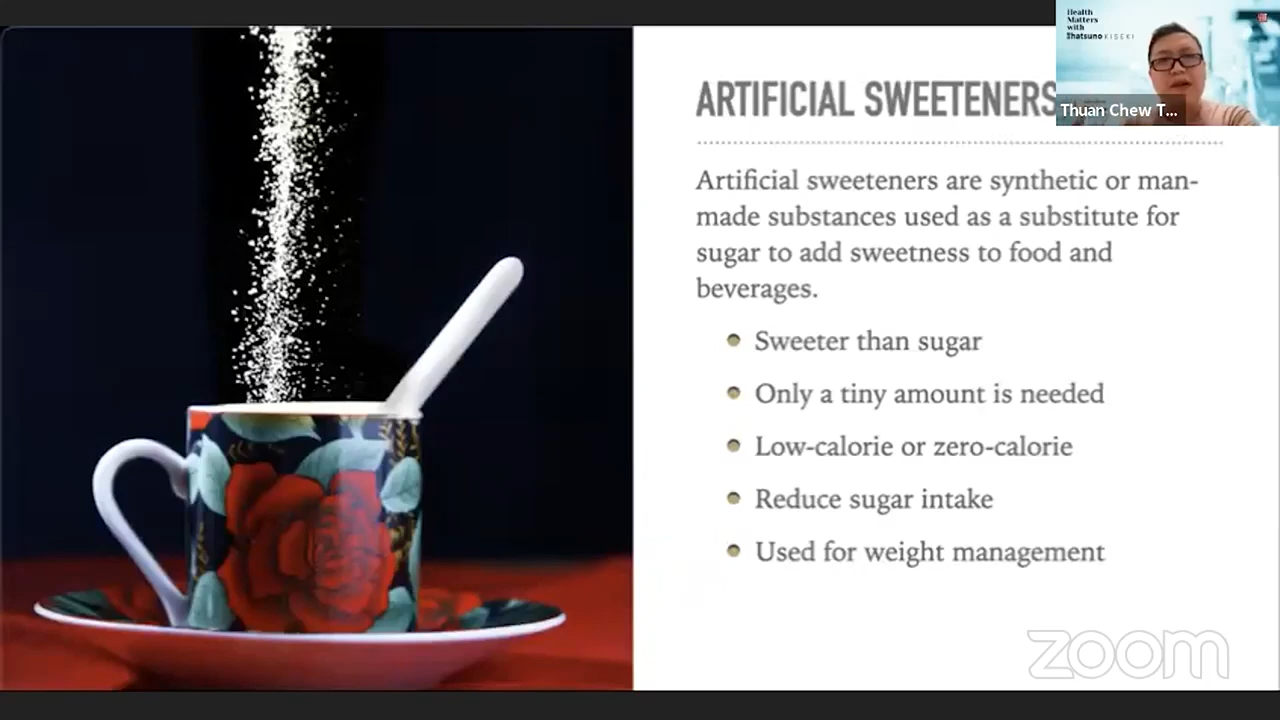 Health
Matters
with
Ihatsuno KISEKI
Thuan Chew T...
ARTIFICIAL SWEETENERS
Artificial sweeteners are synthetic or man-
made substances used as a substitute for
sugar to add sweetness to food and
beverages.
Sweeter than sugar
Only a tiny amount is needed
Low-calorie or zero-calorie
Reduce sugar intake
Used for weight management
zoom